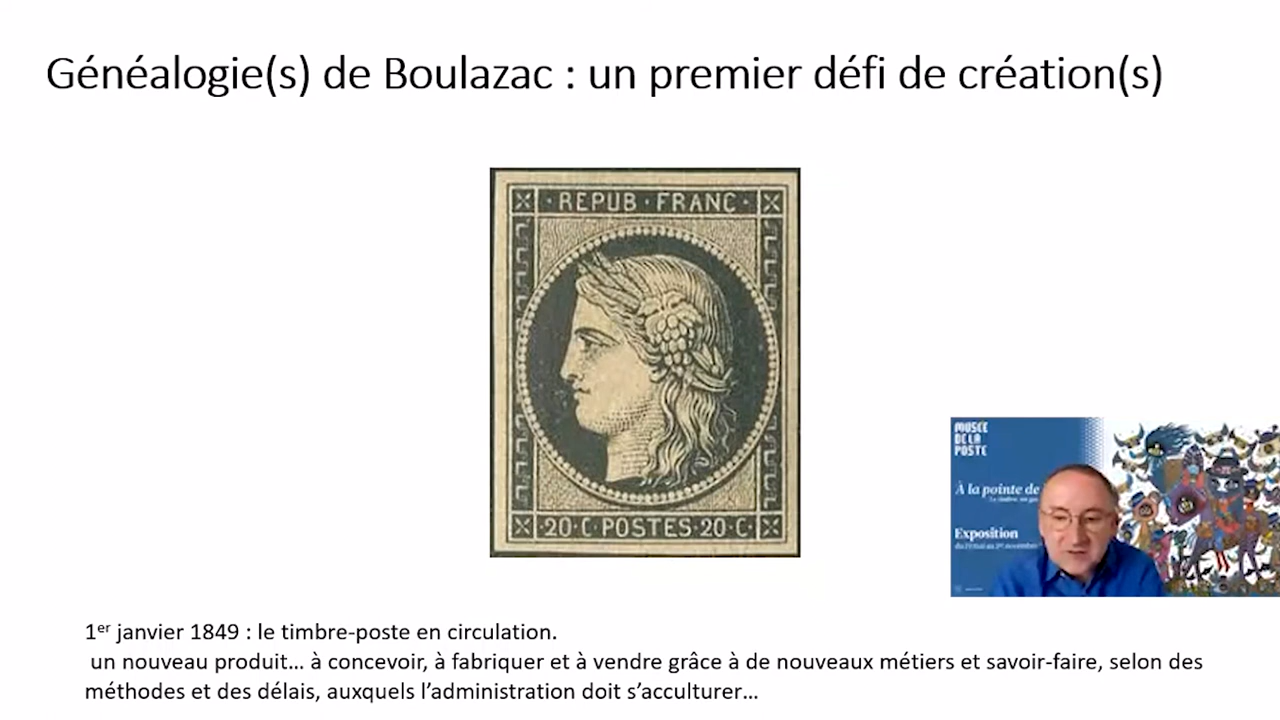 Généalogie(s) de Boulazac : un premier défi de création(s)
· REPUB · FRANC ·
20 · C · POSTES · 20 · C ·
MUSÉE
DE LA
POSTE
À la pointe de
Exposition
1er janvier 1849 : le timbre-poste en circulation.
un nouveau produit… à concevoir, à fabriquer et à vendre grâce à de nouveaux métiers et savoir-faire, selon des
méthodes et des délais, auxquels l’administration doit s’acculturer…